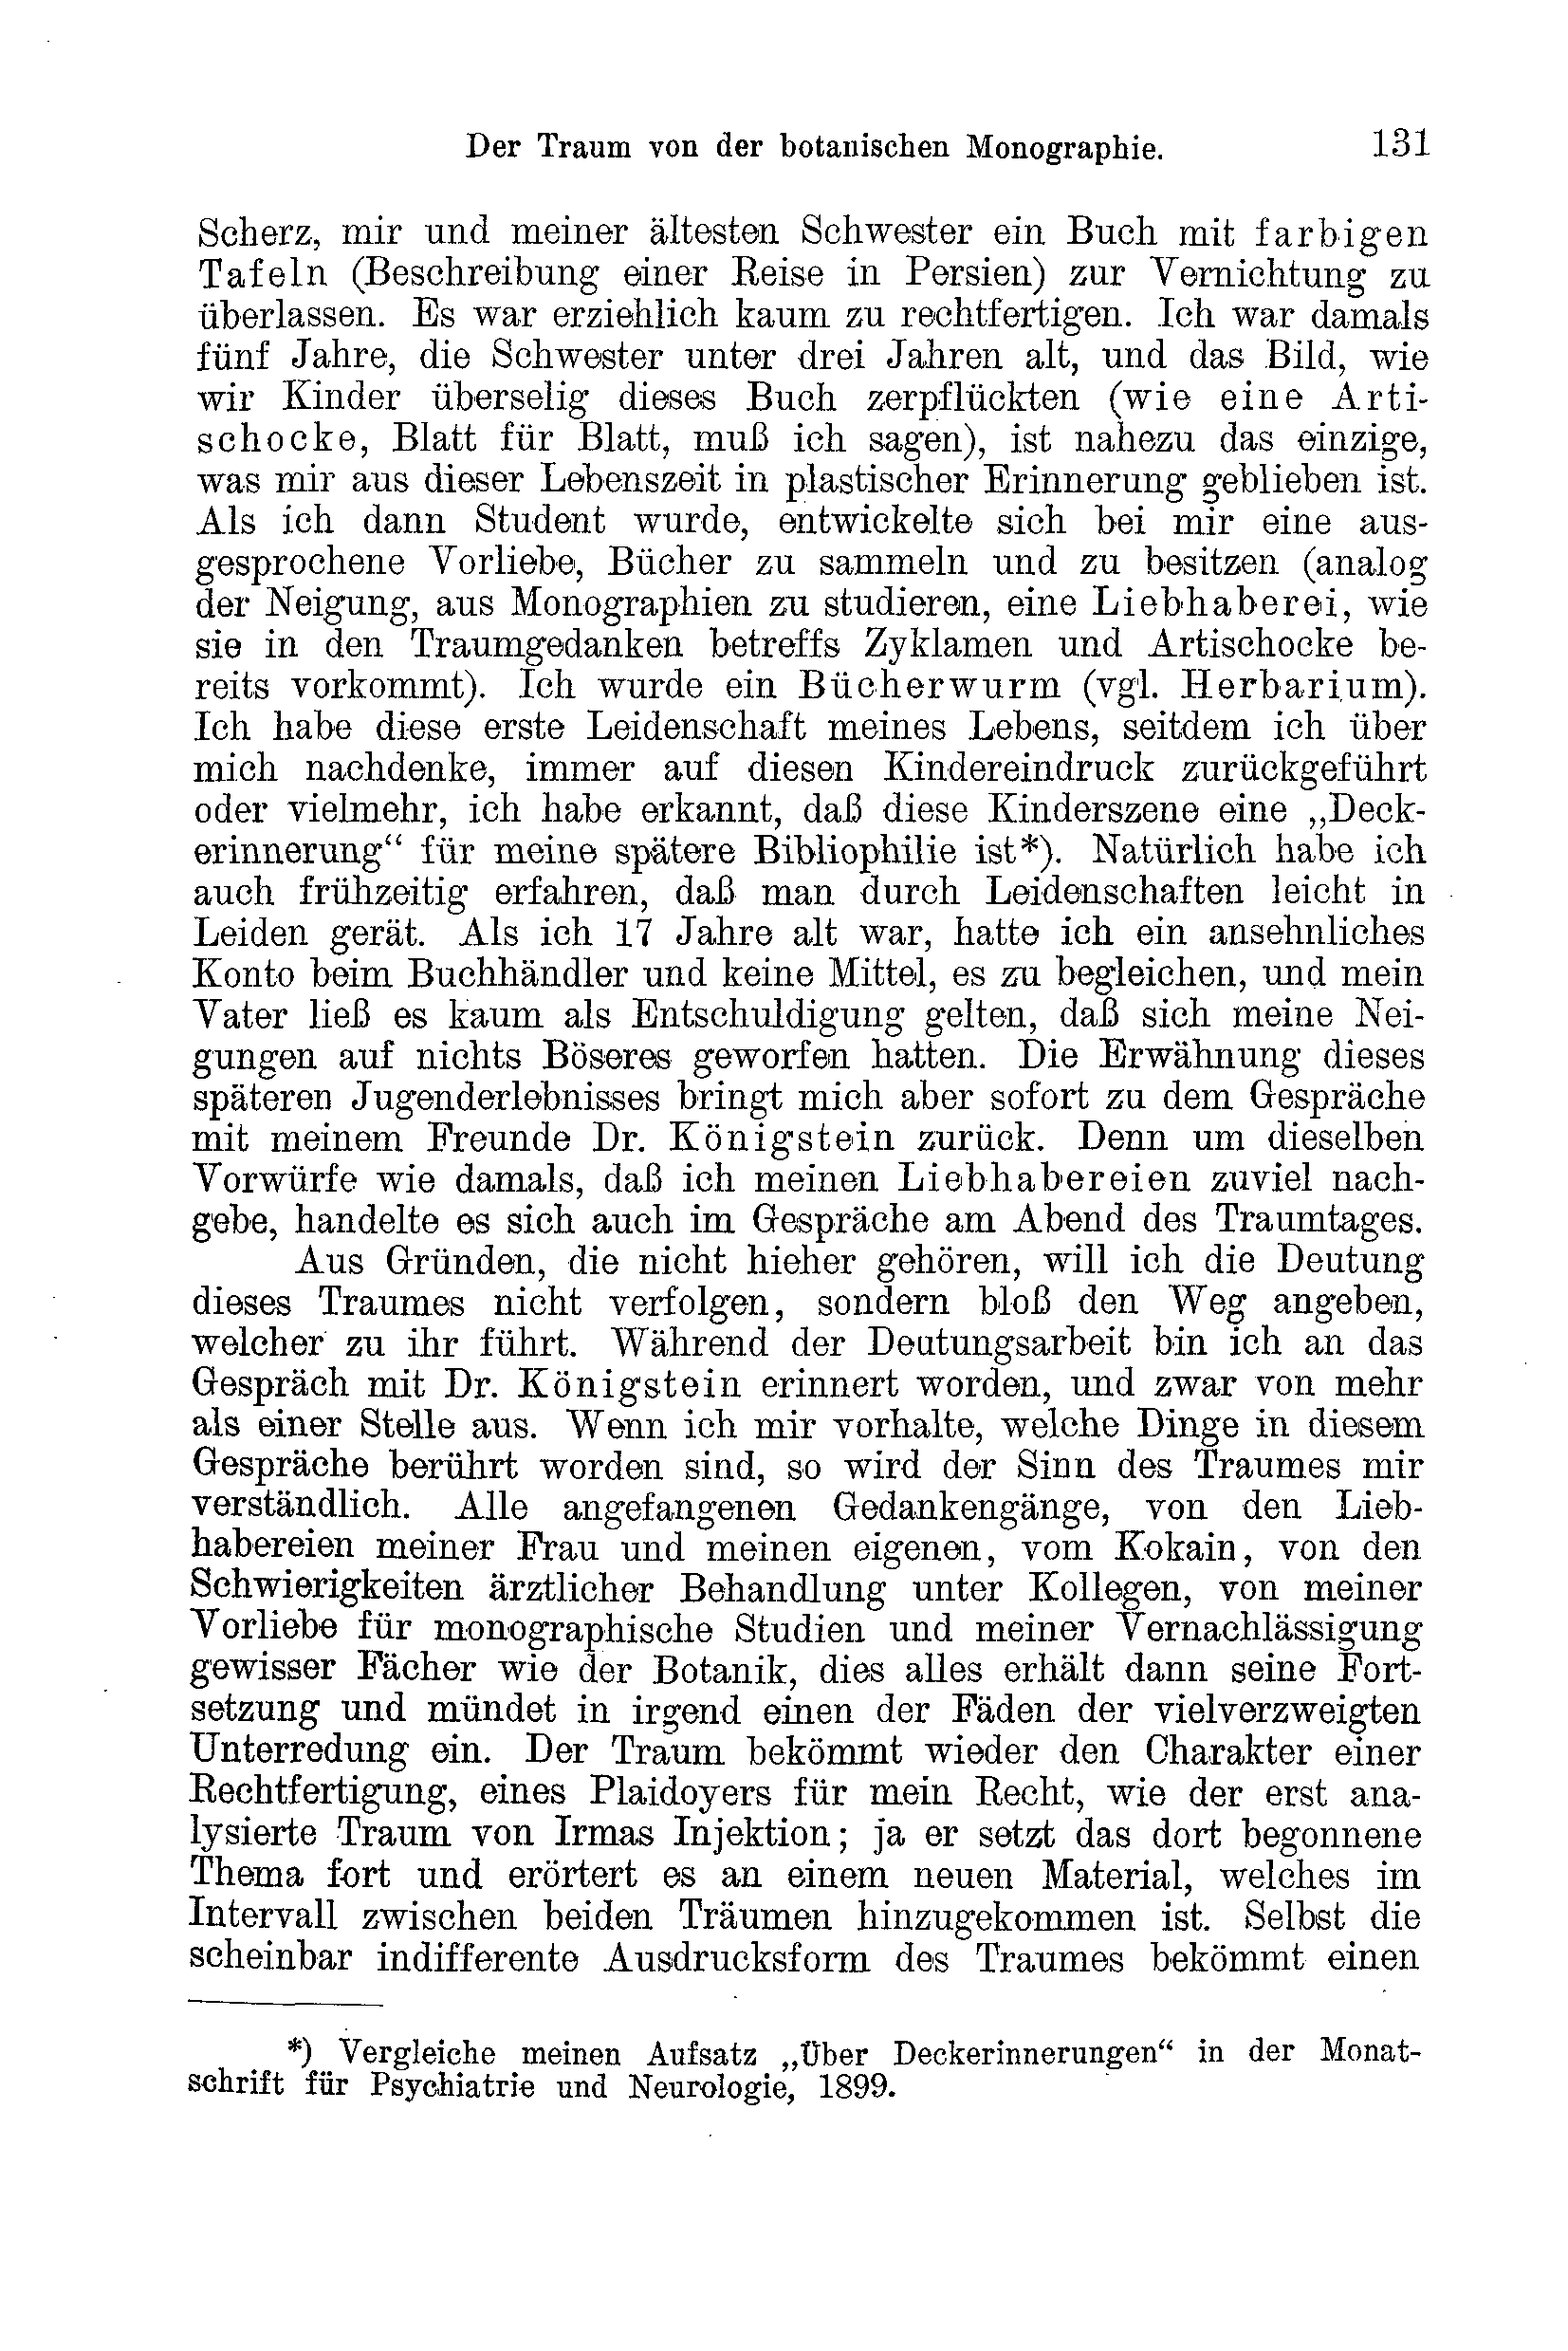 Der Traum von der botanischen Monographie. 131
Scherz, mir und meiner ältesten Schwester ein Buch mit farbigen
Tafeln (Beschreibung einer Reise in Persien) zur Vernichtung zu
überlassen. Es war erziehlich kaum zu rechtfertigen. Ich war damals
fünf Jahre, die Schwester unter drei Jahren alt, und das Bild, wie
wir Kinder überselig dieses Buch zerpflückten (wie eine Arti-
schocke, Blatt für Blatt, muß ich sagen), ist nahezu das einzige,
was mir aus dieser Lebenszeit in plastischer Erinnerung geblieben ist.
Als ich dann Student wurde, entwickelte sich bei mir eine aus-
gesprochene Vorliebe, Bücher zu sammeln und zu besitzen (analog
der Neigung, aus Monographien zu studieren, eine Liebhaberei, wie
sie in den Traumgedanken betreffs Zyklamen und Artischocke be-
reits vorkommt). Ich wurde ein Bücherwurm (vgl. Herbarium).
Ich habe diese erste Leidenschaft meines Lebens, seitdem ich über
mich nachdenke, immer auf diesen Kindereindruck zurückgeführt
oder vielmehr, ich habe erkannt, daß diese Kinderszene eine „Deck-
erinnerung“ für meine spätere Bibliophilie ist*). Natürlich habe ich
auch frühzeitig erfahren, daß man durch Leidenschaften leicht in
Leiden gerät. Als ich 17 Jahre alt war, hatte ich ein ansehnliches
Konto beim Buchhändler und keine Mittel, es zu begleichen, und mein
Vater ließ es kaum als Entschuldigung gelten, daß sich meine Nei-
gungen auf nichts Böseres geworfen hatten. Die Erwähnung dieses
späteren Jugenderlebnisses bringt mich aber sofort zu dem Gespräche
mit meinem Freunde Dr. Königstein zurück. Denn um dieselben
Vorwürfe wie damals, daß ich meinen Liebhabereien zuviel nach-
gebe, handelte es sich auch im Gespräche am Abend des Traumtages.
Aus Gründen, die nicht hieher gehören, will ich die Deutung
dieses Traumes nicht verfolgen, sondern bloß den Weg angeben,
welcher zu ihr führt. Während der Deutungsarbeit bin ich an das
Gespräch mit Dr. Königstein erinnert worden, und zwar von mehr
als einer Stelle aus. Wenn ich mir vorhalte, welche Dinge in diesem
Gespräche berührt worden sind, so wird der Sinn des Traumes mir
verständlich. Alle angefangenen Gedankengänge, von den Lieb-
habereien meiner Frau und meinen eigenen, vom Kokain, von den
Schwierigkeiten ärztlicher Behandlung unter Kollegen, von meiner
Vorliebe für monographische Studien und meiner Vernachlässigung
gewisser Fächer wie der Botanik, dies alles erhält dann seine Fort-
setzung und mündet in irgend einen der Fäden der vielverzweigten
Unterredung ein. Der Traum bekömmt wieder den Charakter einer
Rechtfertigung, eines Plaidoyers für mein Recht, wie der erst ana-
lysierte Traum von Irmas Injektion; ja er setzt das dort begonnene
Thema fort und erörtert es an einem neuen Material, welches im
Intervall zwischen beiden Träumen hinzugekommen ist. Selbst die
scheinbar indifferente Ausdrucksform des Traumes bekömmt einen
*) Vergleiche meinen Aufsatz „Über Deckerinnerungen“ in der Monat-
schrift für Psychiatrie und Neurologie, 1899.